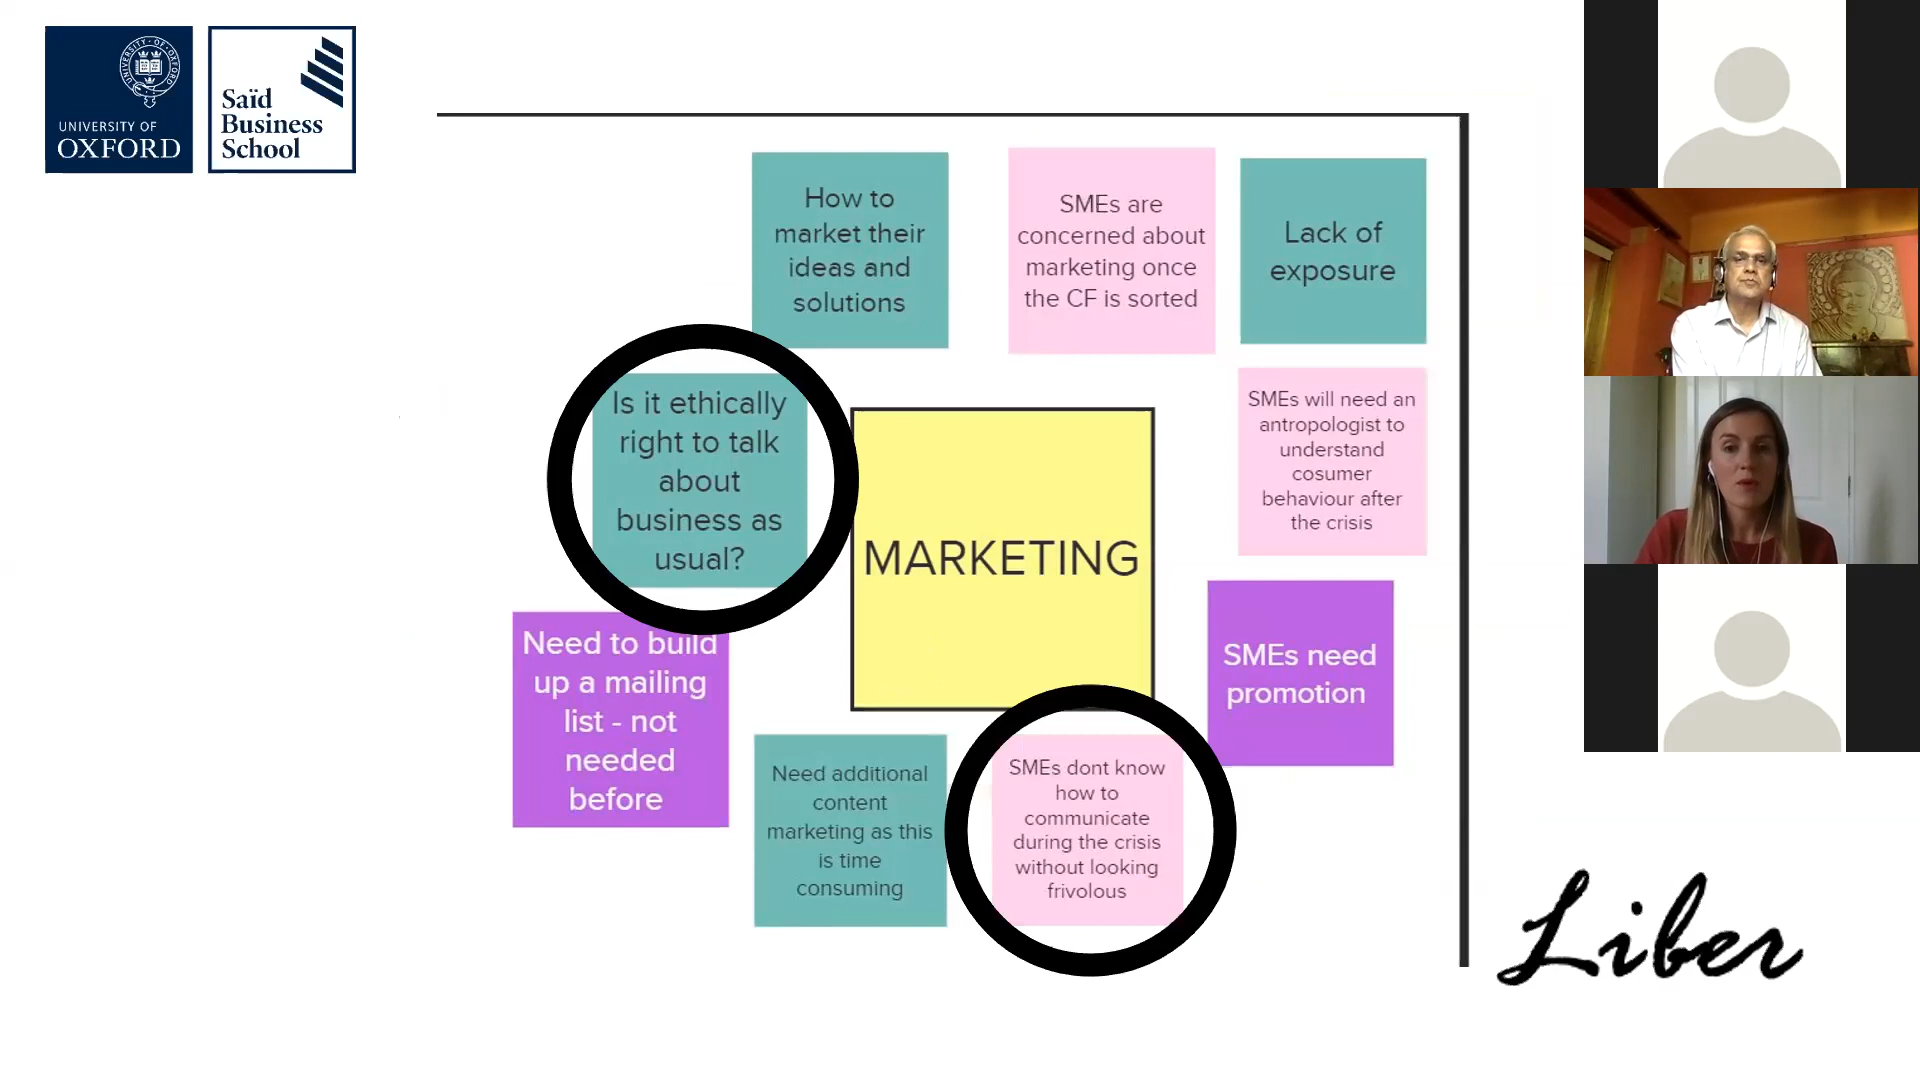 UNIVERSITY OF
OXFORD
Saïd
Business
School
How to
market their
ideas and
solutions
SMEs are
concerned about
marketing once
the CF is sorted
Lack of
exposure
Is it ethically
right to talk
about
business as
usual?
MARKETING
SMEs will need an
antropologist to
understand
cosumer
behaviour after
the crisis
Need to build
up a mailing
list - not
needed
before
SMEs need
promotion
Need additional
content
marketing as this
is time
consuming
SMEs dont know
how to
communicate
during the crisis
without looking
frivolous
Liber